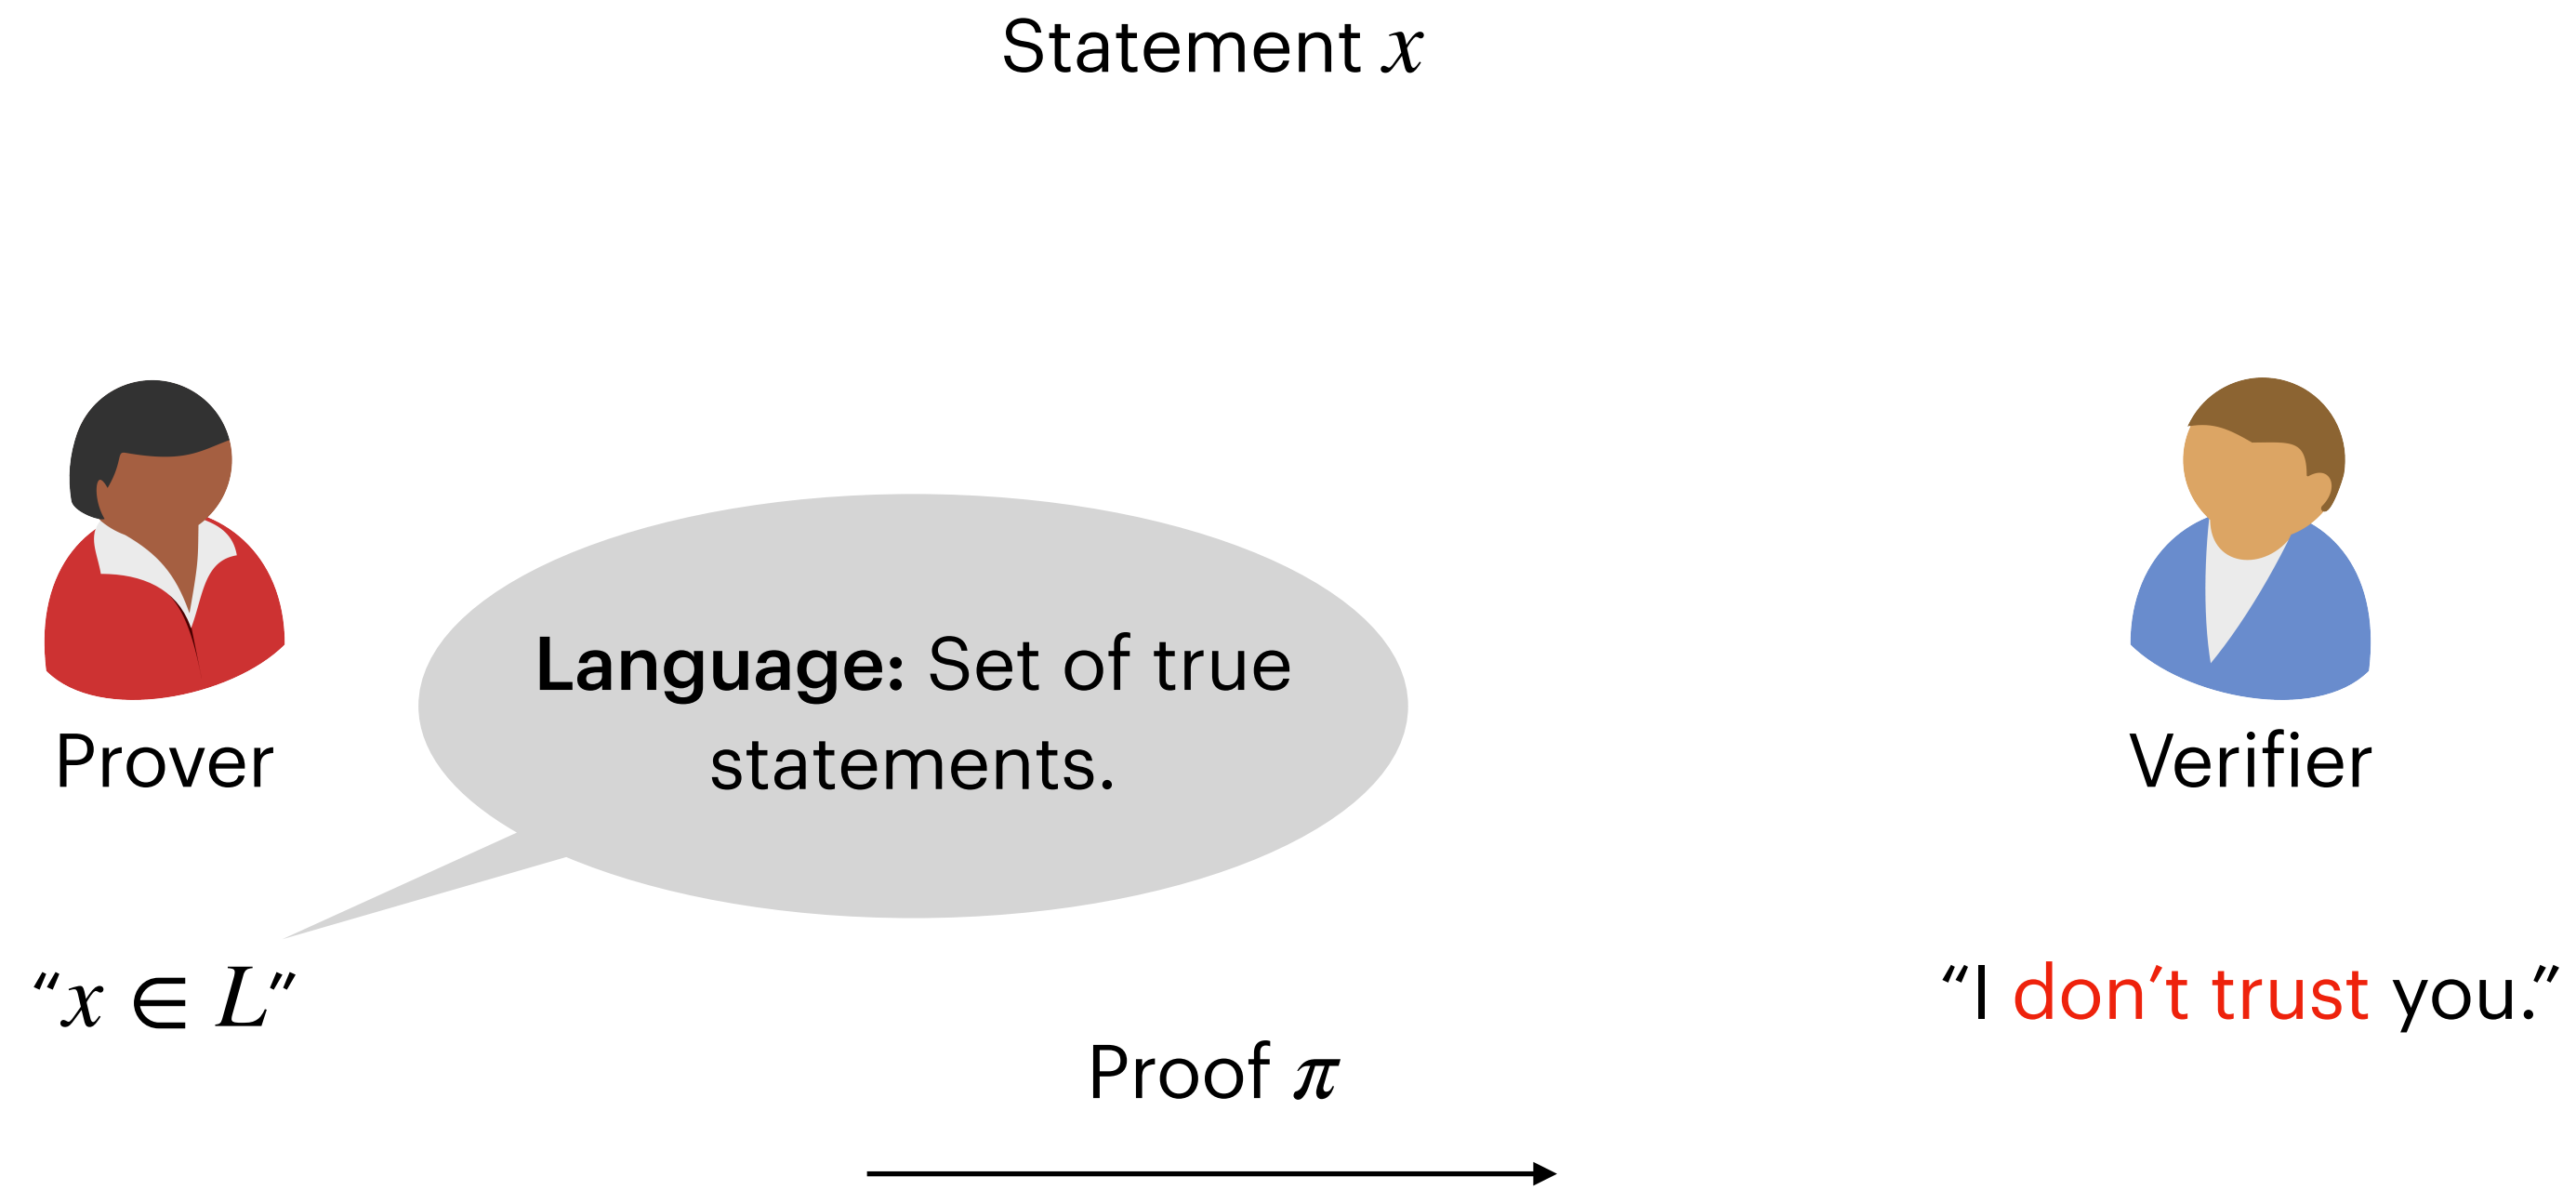 Statement x
Language: Set of true
statements.
Prover
Verifier
“x ∈ L”
“I don’t trust you.”
Proof π